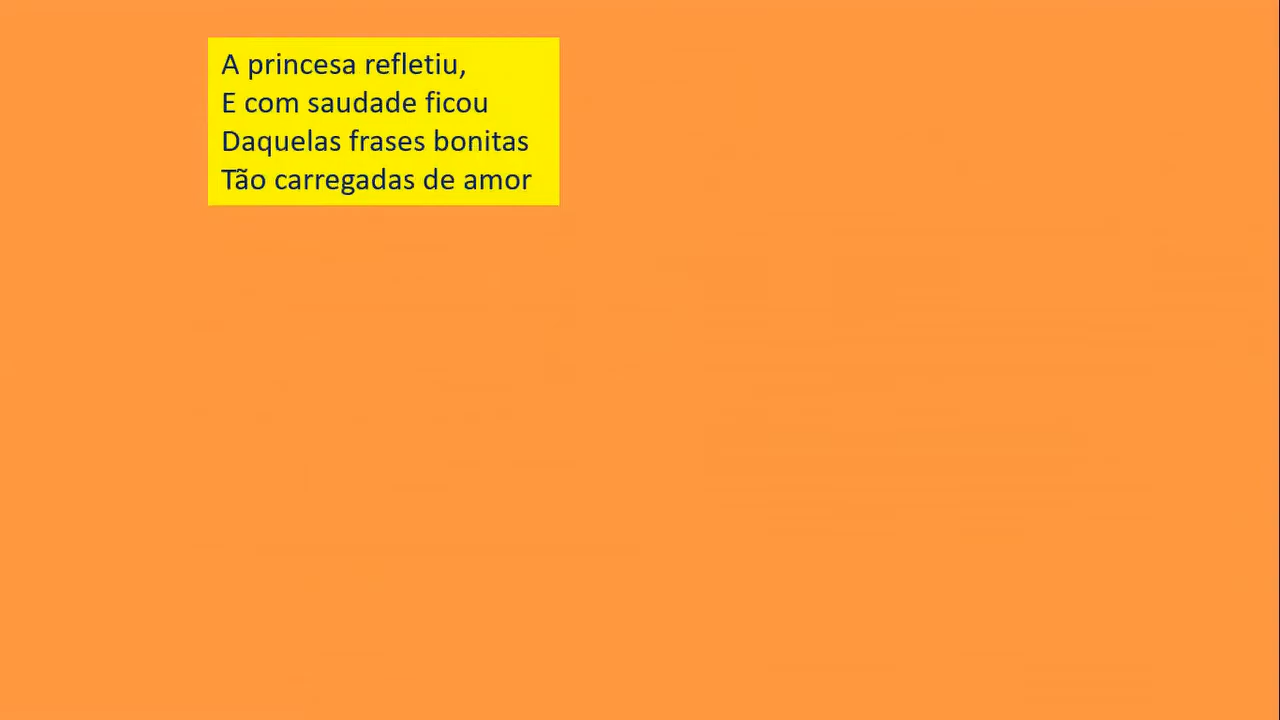 A princesa refletiu,
E com saudade ficou
Daquelas frases bonitas
Tão carregadas de amor